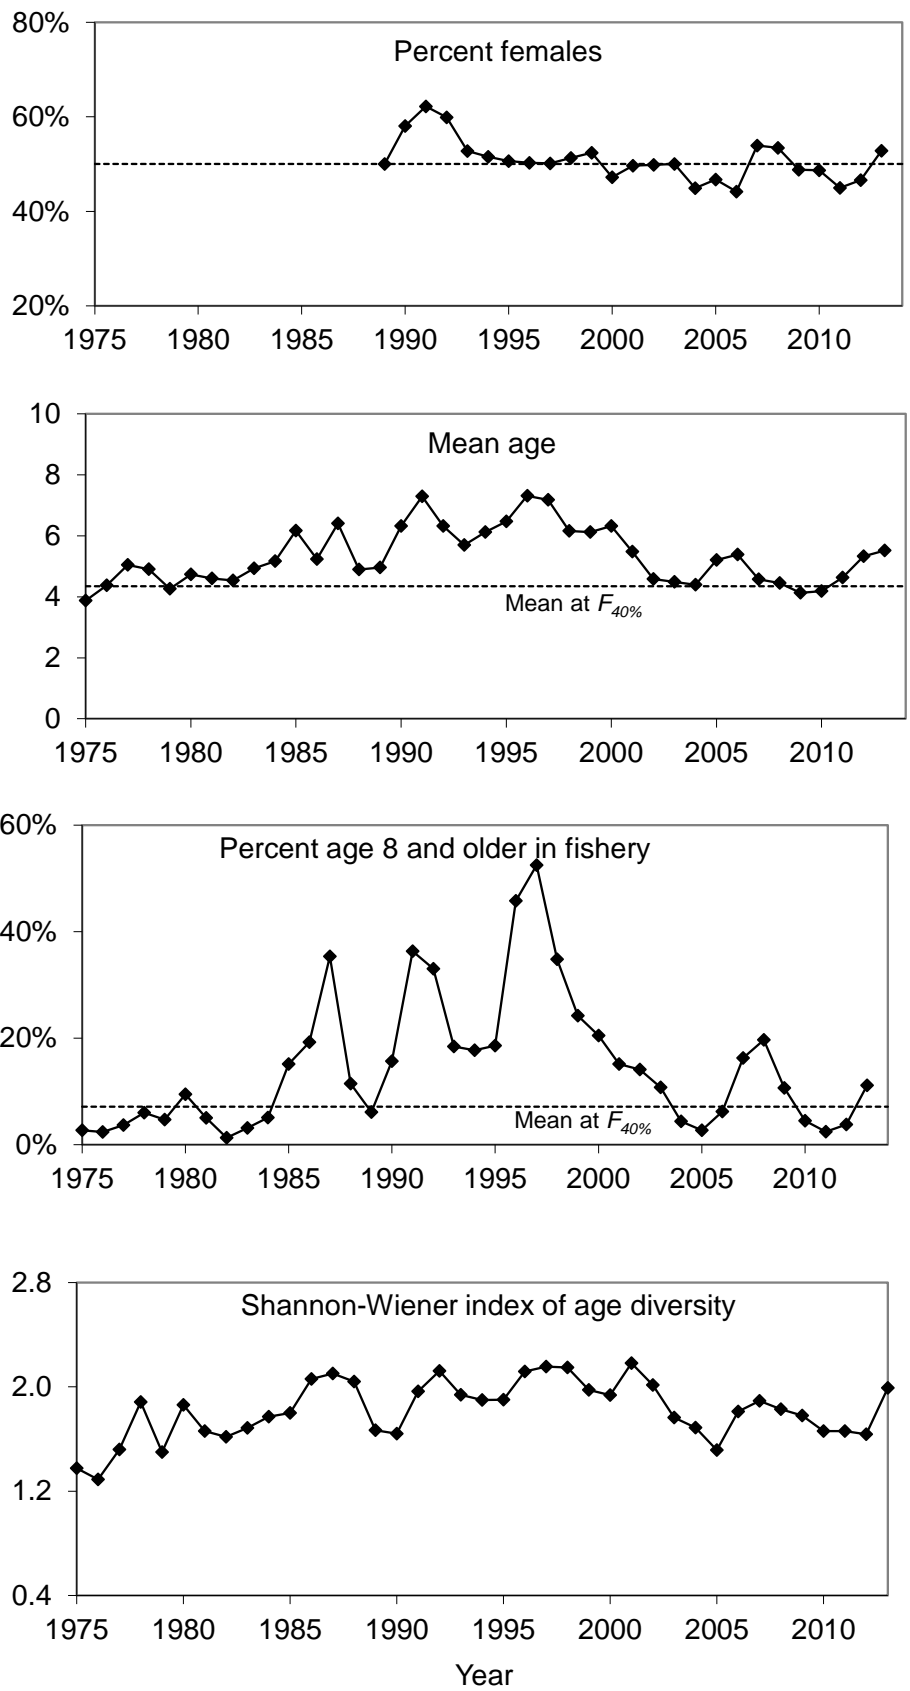 80%
Percent females
60%
40%
20%
1975 1980 1985 1990 1995 2000 2005 2010
10
Mean age
8
6
4
Mean at F40%
2
0
1975 1980 1985 1990 1995 2000 2005 2010
60%
Percent age 8 and older in fishery
40%
20%
Mean at F40%
0%
1975 1980 1985 1990 1995 2000 2005 2010
2.8
Shannon-Wiener index of age diversity
2.0
1.2
0.4
1975 1980 1985 1990 1995 2000 2005 2010
Year